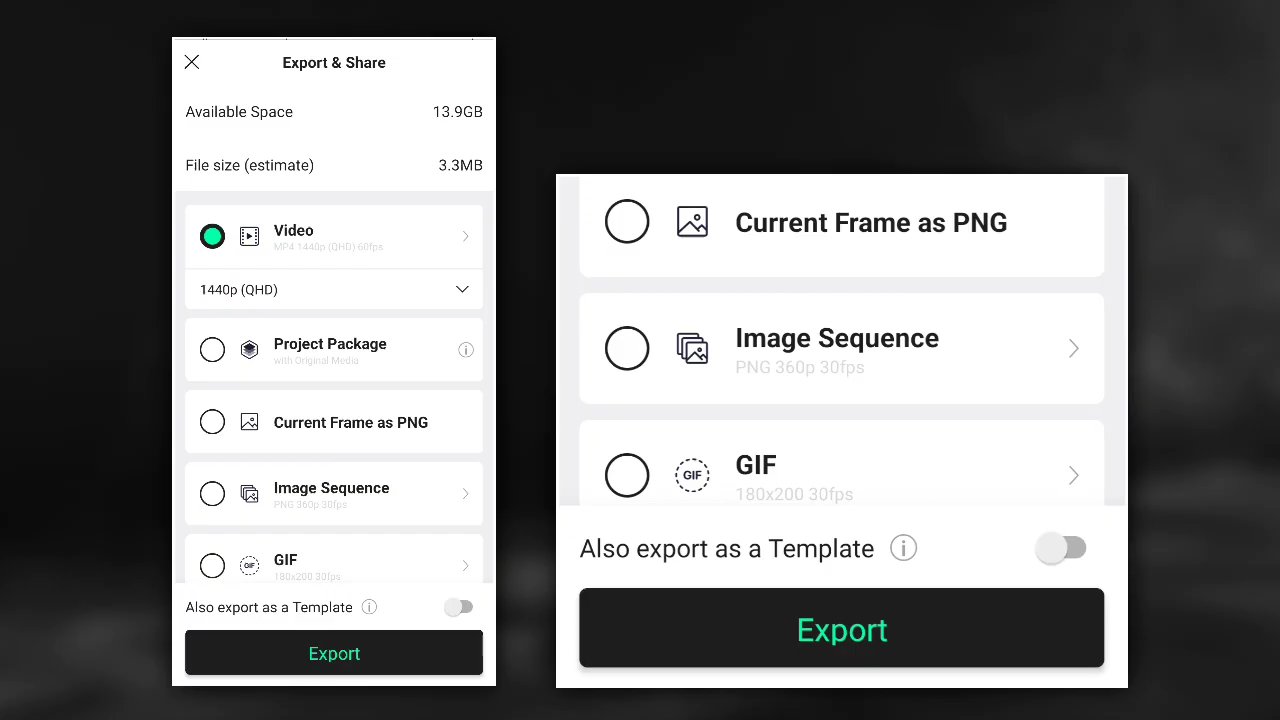 Export & Share
Available Space 13.9GB
File size (estimate) 3.3MB
Video
MP4 1440p (QHD) 60fps
1440p (QHD)
Project Package
with Original Media
Current Frame as PNG
Image Sequence
PNG 360p 30fps
GIF
GIF
180x200 30fps
Also export as a Template
Export
Current Frame as PNG
Image Sequence
PNG 360p 30fps
GIF
GIF
180x200 30fps
Also export as a Template
Export